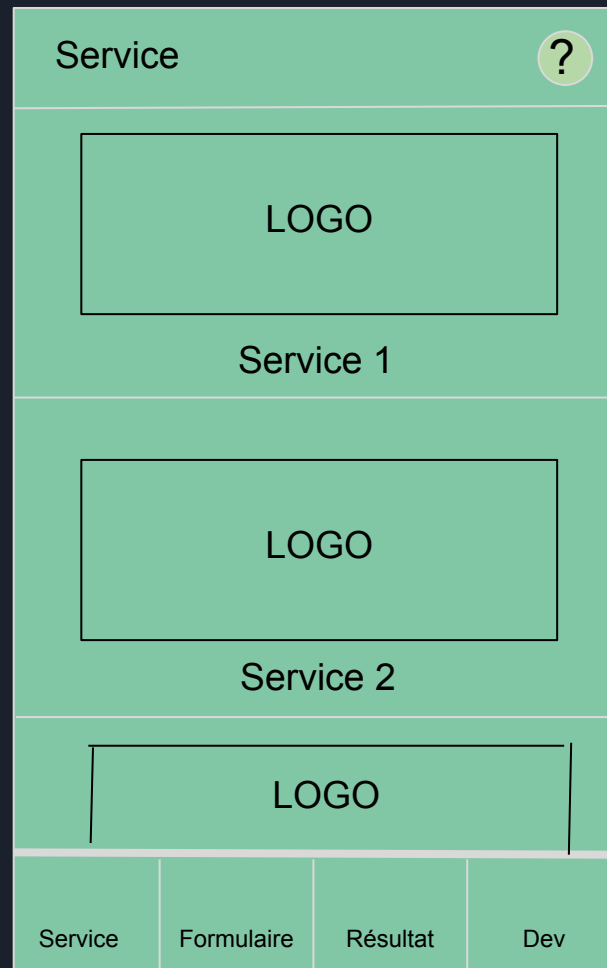 Service
?
LOGO
Service 1
LOGO
Service 2
LOGO
Service Formulaire Résultat Dev